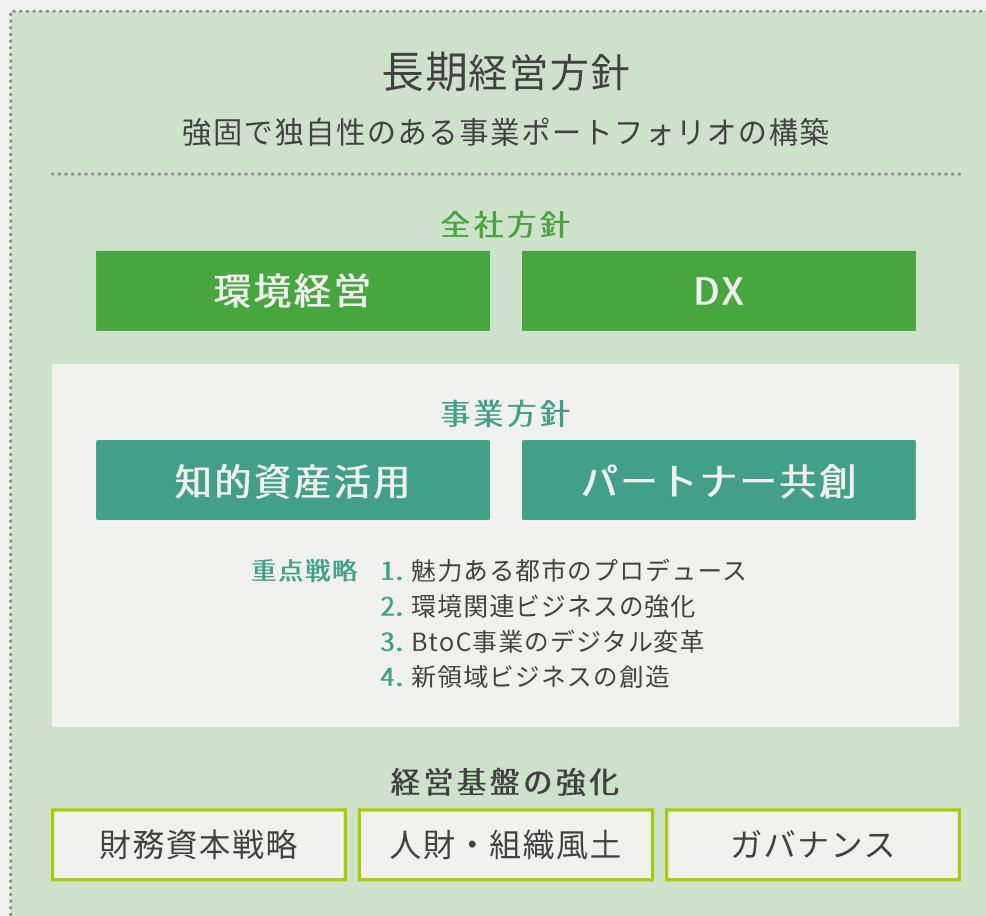 長期経営方針
強固で独自性のある事業ポートフォリオの構築
全社方針
環境経営 DX
事業方針
知的資産活用 パートナー共創
重点戦略 1. 魅力ある都市のプロデュース
2. 環境関連ビジネスの強化
3. BtoC事業のデジタル変革
4. 新領域ビジネスの創造
経営基盤の強化
財務資本戦略 人財・組織風土 ガバナンス